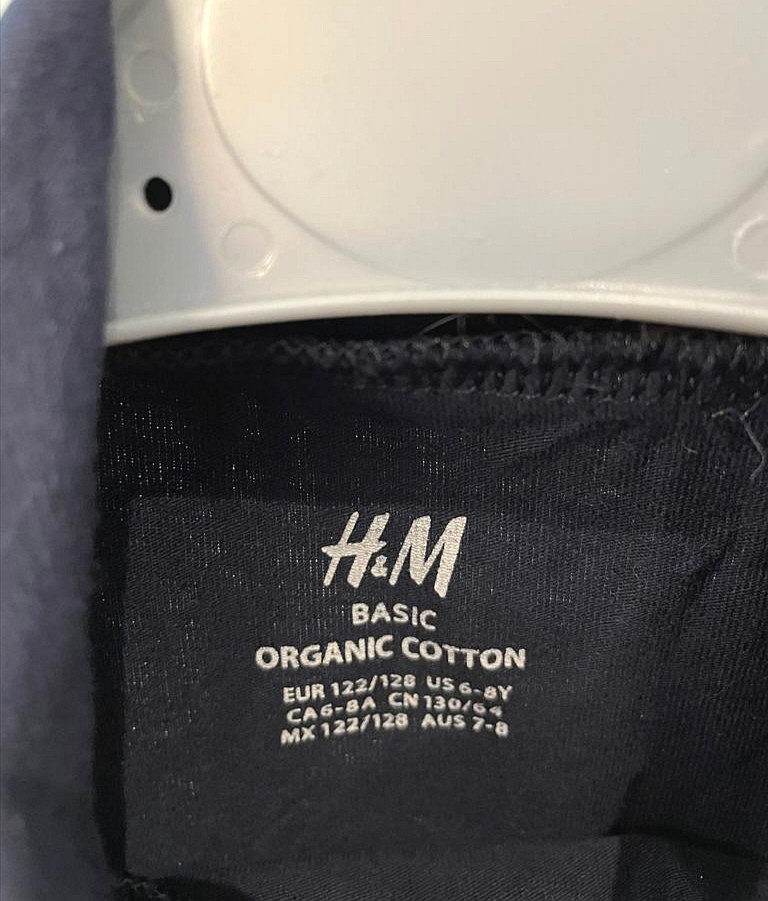 H&M
BASIC
ORGANIC COTTON
EUR 122/128 US 6-8Y
CA 6-8A CN 130/64
MX 122/128 AUS 7-8